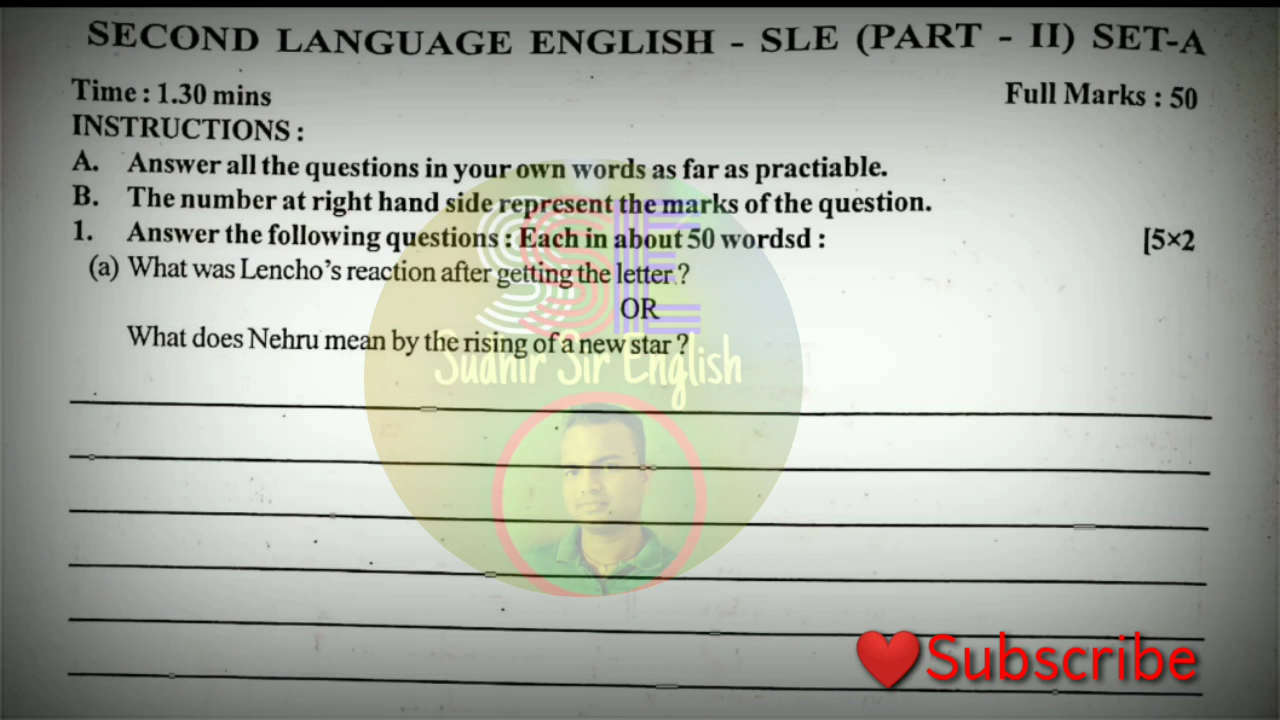 SECOND LANGUAGE ENGLISH - SLE (PART - II) SET-A
Time : 1.30 mins Full Marks : 50
INSTRUCTIONS :
A. Answer all the questions in your own words as far as practiable.
B. The number at right hand side represent the marks of the question.
1. Answer the following questions : Each in about 50 wordsd : [5×2
(a) What was Lencho's reaction after getting the letter ?
OR
What does Nehru mean by the rising of a new star ?
SSE
Sudhir Sir English
❤Subscribe